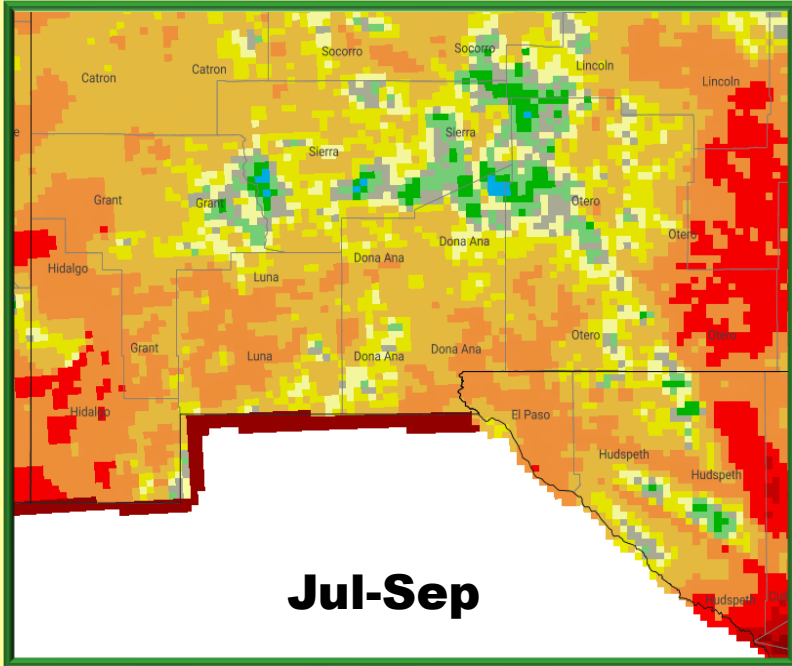 Socorro
Socorro
Catron
Catron
Lincoln
Lincoln
e
Sierra
Sierra
Grant
Grant
Otero
Otero
Dona Ana
Dona Ana
Hidalgo
Luna
Otero
Otero
Grant
Luna
Dona Ana
Dona Ana
Hidalgo
El Paso
Hudspeth
Hudspeth
Jul-Sep
Hudspeth